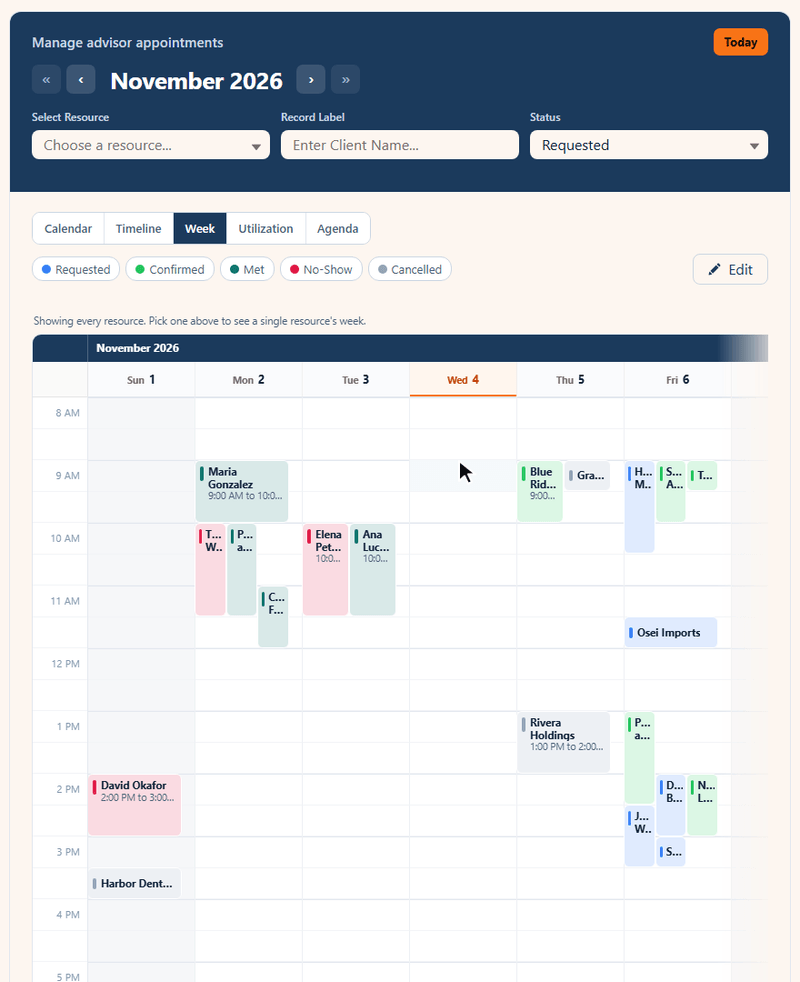 Manage advisor appointments
Today
« ‹ November 2026 › »
Select Resource
Record Label
Status
Choose a resource...
Enter Client Name...
Requested
Calendar
Timeline
Week
Utilization
Agenda
Requested
Confirmed
Met
No-Show
Cancelled
Edit
Showing every resource. Pick one above to see a single resource's week.
November 2026
Sun 1
Mon 2
Tue 3
Wed 4
Thu 5
Fri 6
8 AM
9 AM
Maria
Gonzalez
9:00 AM to 10:0...
Blue
Rid...
9:00...
Gra...
H...
M...
S...
A...
T...
10 AM
T...
W...
P...
a...
Elena
Pet...
10:0...
Ana
Luc...
10:0...
11 AM
C...
F...
Osei Imports
12 PM
1 PM
Rivera
Holdings
1:00 PM to 2:00...
P...
a...
2 PM
David Okafor
2:00 PM to 3:00...
D...
B...
N...
L...
J...
W...
3 PM
S...
Harbor Dent...
4 PM
5 PM